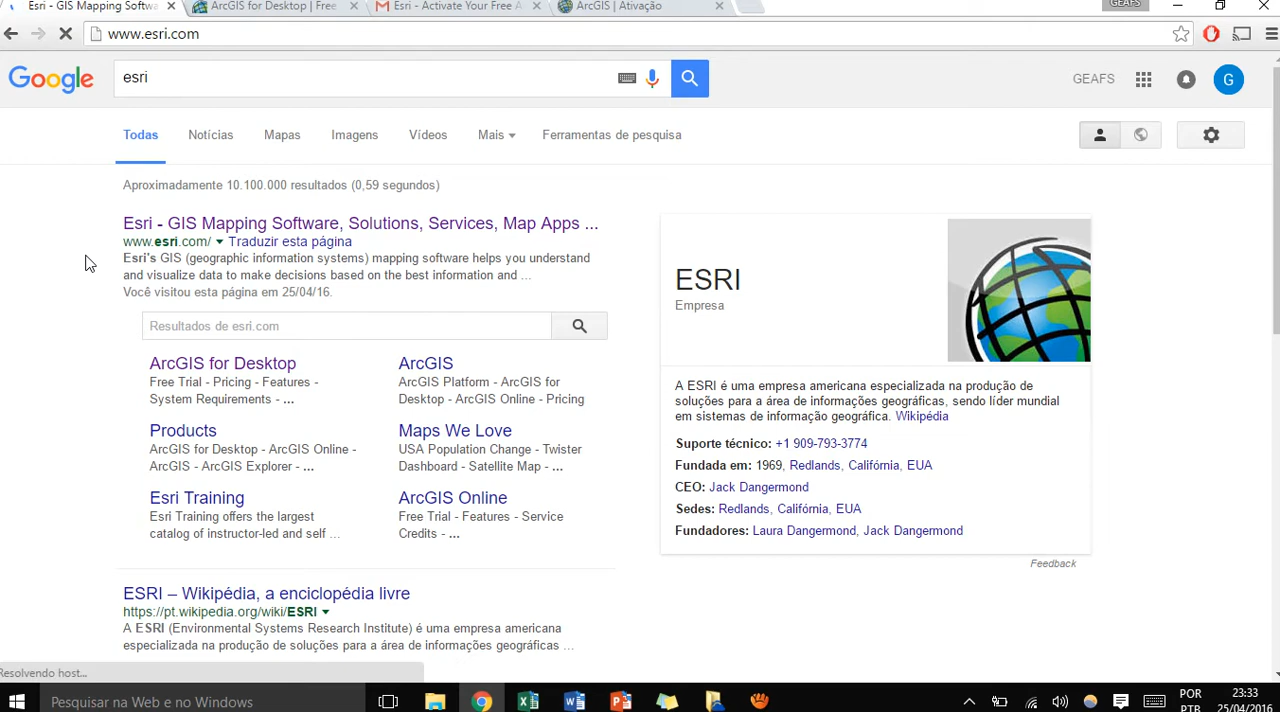 Esri - GIS Mapping Softwa
ArcGIS for Desktop | Free
Esri - Activate Your Free A
ArcGIS | Ativação
GEAFS
www.esri.com
Google
esri
GEAFS
G
Todas
Notícias
Mapas
Imagens
Vídeos
Mais
Ferramentas de pesquisa
Aproximadamente 10.100.000 resultados (0,59 segundos)
Esri - GIS Mapping Software, Solutions, Services, Map Apps ...
www.esri.com/ Traduzir esta página
Esri's GIS (geographic information systems) mapping software helps you understand
and visualize data to make decisions based on the best information and ...
Você visitou esta página em 25/04/16.
Resultados de esri.com
ArcGIS for Desktop
Free Trial - Pricing - Features -
System Requirements - ...
ArcGIS
ArcGIS Platform - ArcGIS for
Desktop - ArcGIS Online - Pricing
Products
ArcGIS for Desktop - ArcGIS Online -
ArcGIS - ArcGIS Explorer - ...
Maps We Love
USA Population Change - Twister
Dashboard - Satellite Map - ...
Esri Training
Esri Training offers the largest
catalog of instructor-led and self ...
ArcGIS Online
Free Trial - Features - Service
Credits - ...
ESRI – Wikipédia, a enciclopédia livre
https://pt.wikipedia.org/wiki/ESRI
A ESRI (Environmental Systems Research Institute) é uma empresa americana
especializada na produção de soluções para a área de informações geográficas ...
ESRI
Empresa
A ESRI é uma empresa americana especializada na produção de
soluções para a área de informações geográficas, sendo líder mundial
em sistemas de informação geográfica. Wikipédia
Suporte técnico: +1 909-793-3774
Fundada em: 1969, Redlands, Califórnia, EUA
CEO: Jack Dangermond
Sedes: Redlands, Califórnia, EUA
Fundadores: Laura Dangermond, Jack Dangermond
Feedback
Resolvendo host...
Pesquisar na Web e no Windows
POR
PTB
23:33
25/04/2016